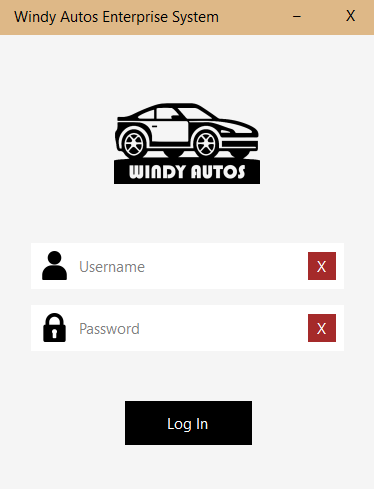 Windy Autos Enterprise System – X
WINDY AUTOS
Username X
Password X
Log In